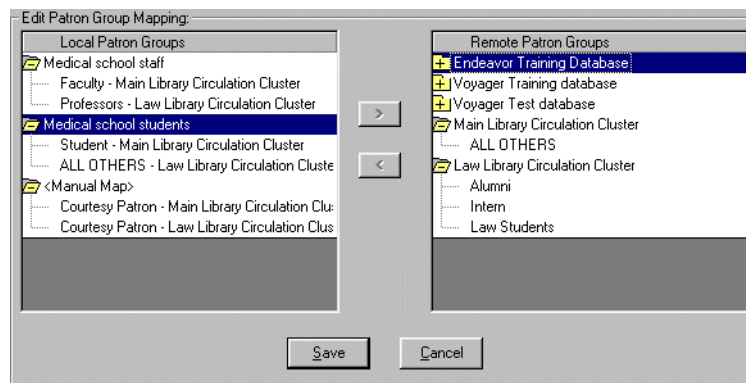 Edit Patron Group Mapping:
Local Patron Groups
Medical school staff
Faculty - Main Library Circulation Cluster
Professors - Law Library Circulation Cluster
Medical school students
Student - Main Library Circulation Cluster
ALL OTHERS - Law Library Circulation Cluste
<Manual Map>
Courtesy Patron - Main Library Circulation Clu:
Courtesy Patron - Law Library Circulation Clus
>
<
Remote Patron Groups
Endeavor Training Database
Voyager Training database
Voyager Test database
Main Library Circulation Cluster
ALL OTHERS
Law Library Circulation Cluster
Alumni
Intern
Law Students
Save
Cancel